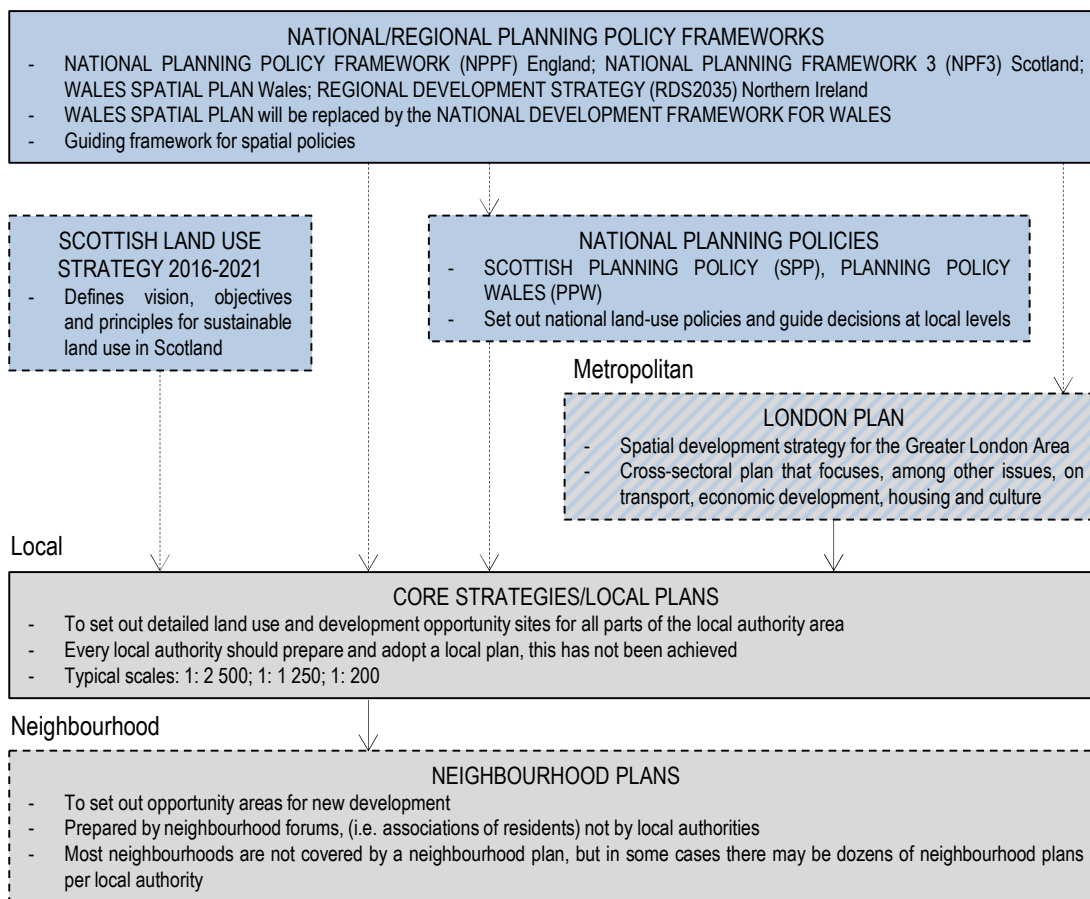 NATIONAL/REGIONAL PLANNING POLICY FRAMEWORKS
- NATIONAL PLANNING POLICY FRAMEWORK (NPPF) England; NATIONAL PLANNING FRAMEWORK 3 (NPF3) Scotland;
WALES SPATIAL PLAN Wales; REGIONAL DEVELOPMENT STRATEGY (RDS2035) Northern Ireland
- WALES SPATIAL PLAN will be replaced by the NATIONAL DEVELOPMENT FRAMEWORK FOR WALES
- Guiding framework for spatial policies
SCOTTISH LAND USE
STRATEGY 2016-2021
- Defines vision, objectives
and principles for sustainable
land use in Scotland
NATIONAL PLANNING POLICIES
- SCOTTISH PLANNING POLICY (SPP), PLANNING POLICY
WALES (PPW)
- Set out national land-use policies and guide decisions at local levels
Metropolitan
LONDON PLAN
- Spatial development strategy for the Greater London Area
- Cross-sectoral plan that focuses, among other issues, on
transport, economic development, housing and culture
Local
CORE STRATEGIES/LOCAL PLANS
- To set out detailed land use and development opportunity sites for all parts of the local authority area
- Every local authority should prepare and adopt a local plan, this has not been achieved
- Typical scales: 1: 2 500; 1: 1 250; 1: 200
Neighbourhood
NEIGHBOURHOOD PLANS
- To set out opportunity areas for new development
- Prepared by neighbourhood forums, (i.e. associations of residents) not by local authorities
- Most neighbourhoods are not covered by a neighbourhood plan, but in some cases there may be dozens of neighbourhood plans
per local authority